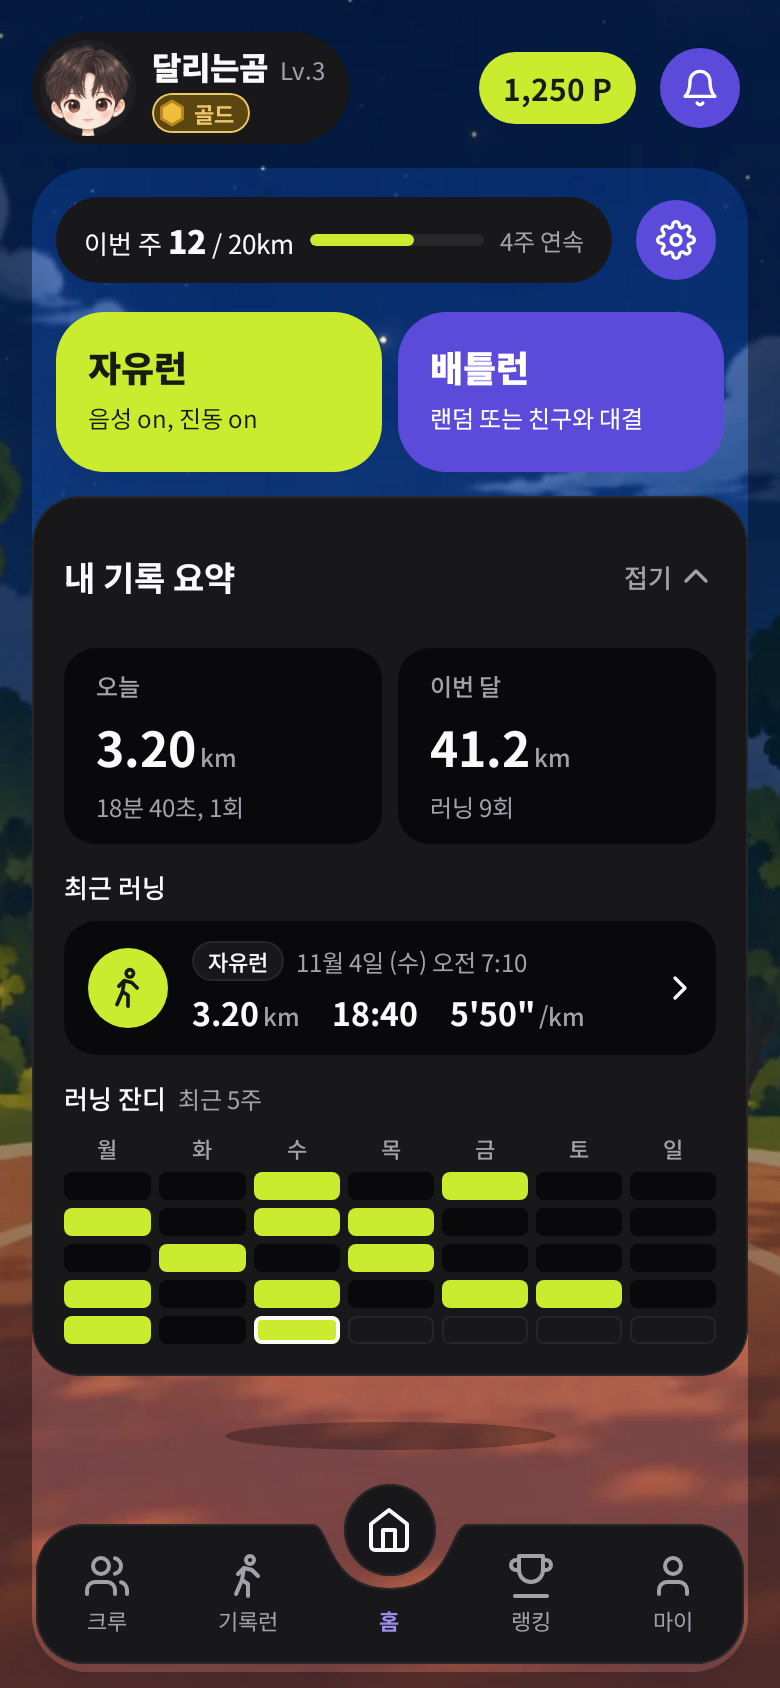 달리는곰 Lv.3
골드
1,250 P
이번 주 12 / 20km 4주 연속
자유런
음성 on, 진동 on
배틀런
랜덤 또는 친구와 대결
내 기록 요약 접기
오늘
3.20 km
18분 40초, 1회
이번 달
41.2 km
러닝 9회
최근 러닝
자유런 11월 4일 (수) 오전 7:10
3.20 km 18:40 5'50" /km
러닝 잔디 최근 5주
월 화 수 목 금 토 일
크루 기록런 홈 랭킹 마이